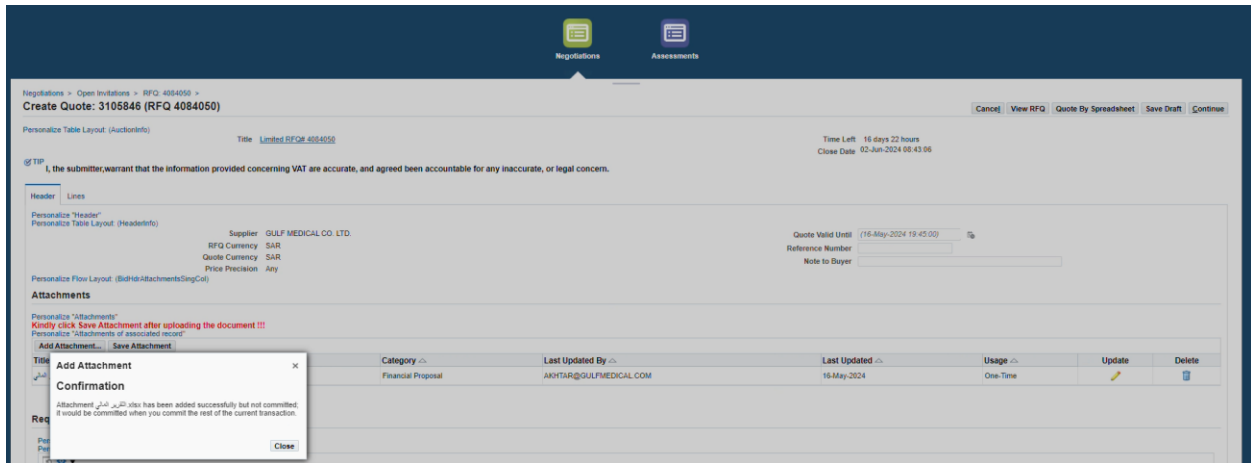 Negotiations
Assessments
Negotiations > Open Invitations > RFQ: 4084050 >
Create Quote: 3105846 (RFQ 4084050)
Cancel View RFQ Quote By Spreadsheet Save Draft Continue
Personalize Table Layout: (AuctionInfo)
Title Limited RFQ# 4084050
Time Left 16 days 22 hours
Close Date 02-Jun-2024 08:43:06
TIP
I, the submitter,warrant that the information provided concerning VAT are accurate, and agreed been accountable for any inaccurate, or legal concern.
Header Lines
Personalize "Header"
Personalize Table Layout: (HeaderInfo)
Supplier GULF MEDICAL CO. LTD.
RFQ Currency SAR
Quote Currency SAR
Price Precision Any
Quote Valid Until (16-May-2024 19:45:00)
Reference Number
Note to Buyer
Personalize Flow Layout: (BidHdrAttachmentsSingCol)
Attachments
Personalize "Attachments"
Kindly click Save Attachment after uploading the document !!!
Personalize "Attachments of associated record"
Add Attachment... Save Attachment
Title Category Last Updated By Last Updated Usage Update Delete
المالي Financial Proposal AKHTAR@GULFMEDICAL.COM 16-May-2024 One-Time
Add Attachment ×
Confirmation
Attachment التقرير المالي.xlsx has been added successfully but not committed;
it would be committed when you commit the rest of the current transaction.
Close
Req
Per
Per